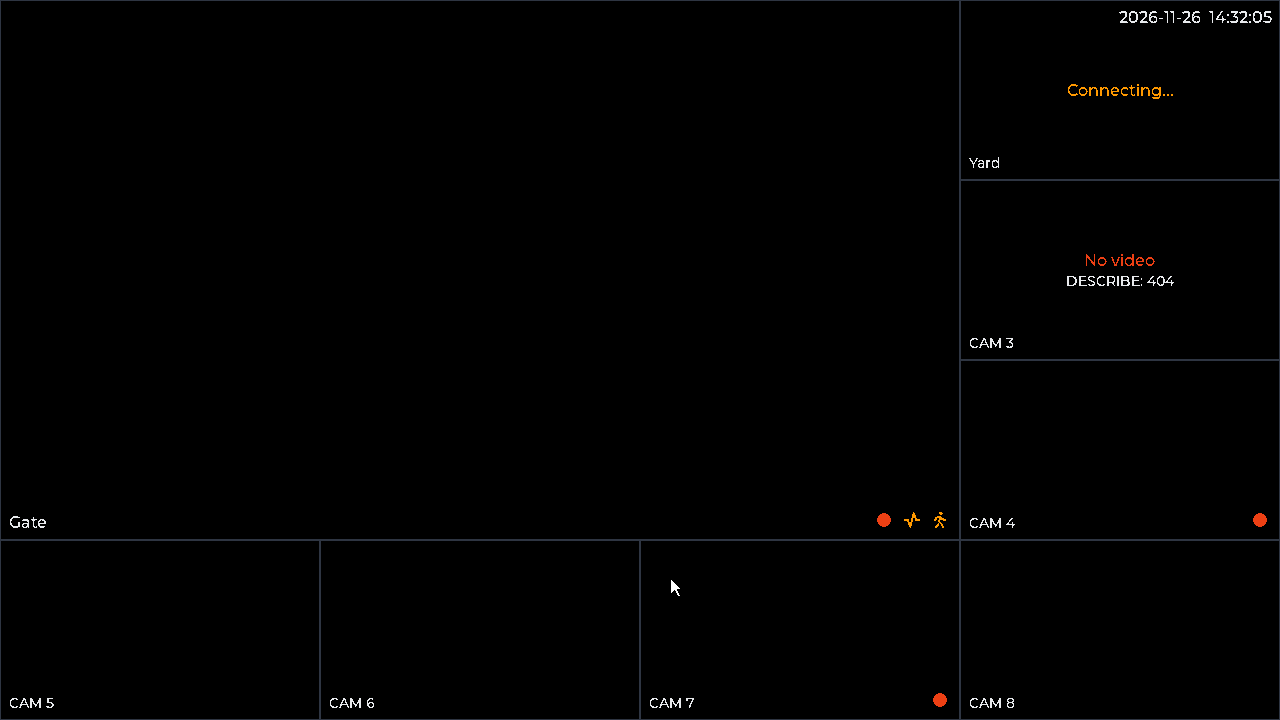 2026-11-26 14:32:05
Connecting...
Yard
No video
DESCRIBE: 404
CAM 3
Gate
CAM 4
CAM 5
CAM 6
CAM 7
CAM 8